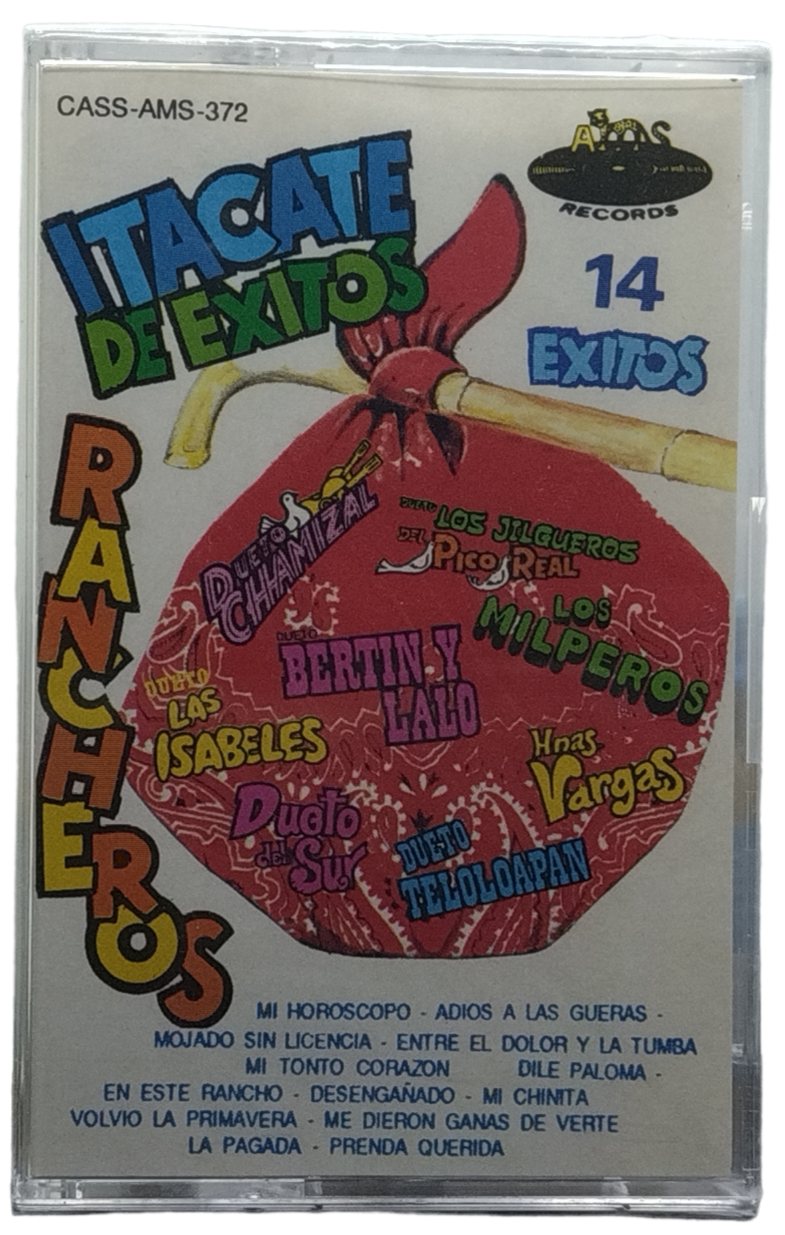 CASS-AMS-372
AMS
RECORDS
ITACATE
DE EXITOS
14
EXITOS
RANCHEROS
DUETO
CHAMIZAL
DUETO LOS JILGUEROS
DEL PICO REAL
LOS
MILPEROS
DUETO
BERTIN Y
LALO
DUETO
LAS
ISABELES
Hnas
Vargas
Dueto
del Sur
DUETO
TELOLOAPAN
MI HOROSCOPO - ADIOS A LAS GUERAS -
MOJADO SIN LICENCIA - ENTRE EL DOLOR Y LA TUMBA
MI TONTO CORAZON DILE PALOMA -
EN ESTE RANCHO - DESENGAÑADO - MI CHINITA
VOLVIO LA PRIMAVERA - ME DIERON GANAS DE VERTE
LA PAGADA - PRENDA QUERIDA